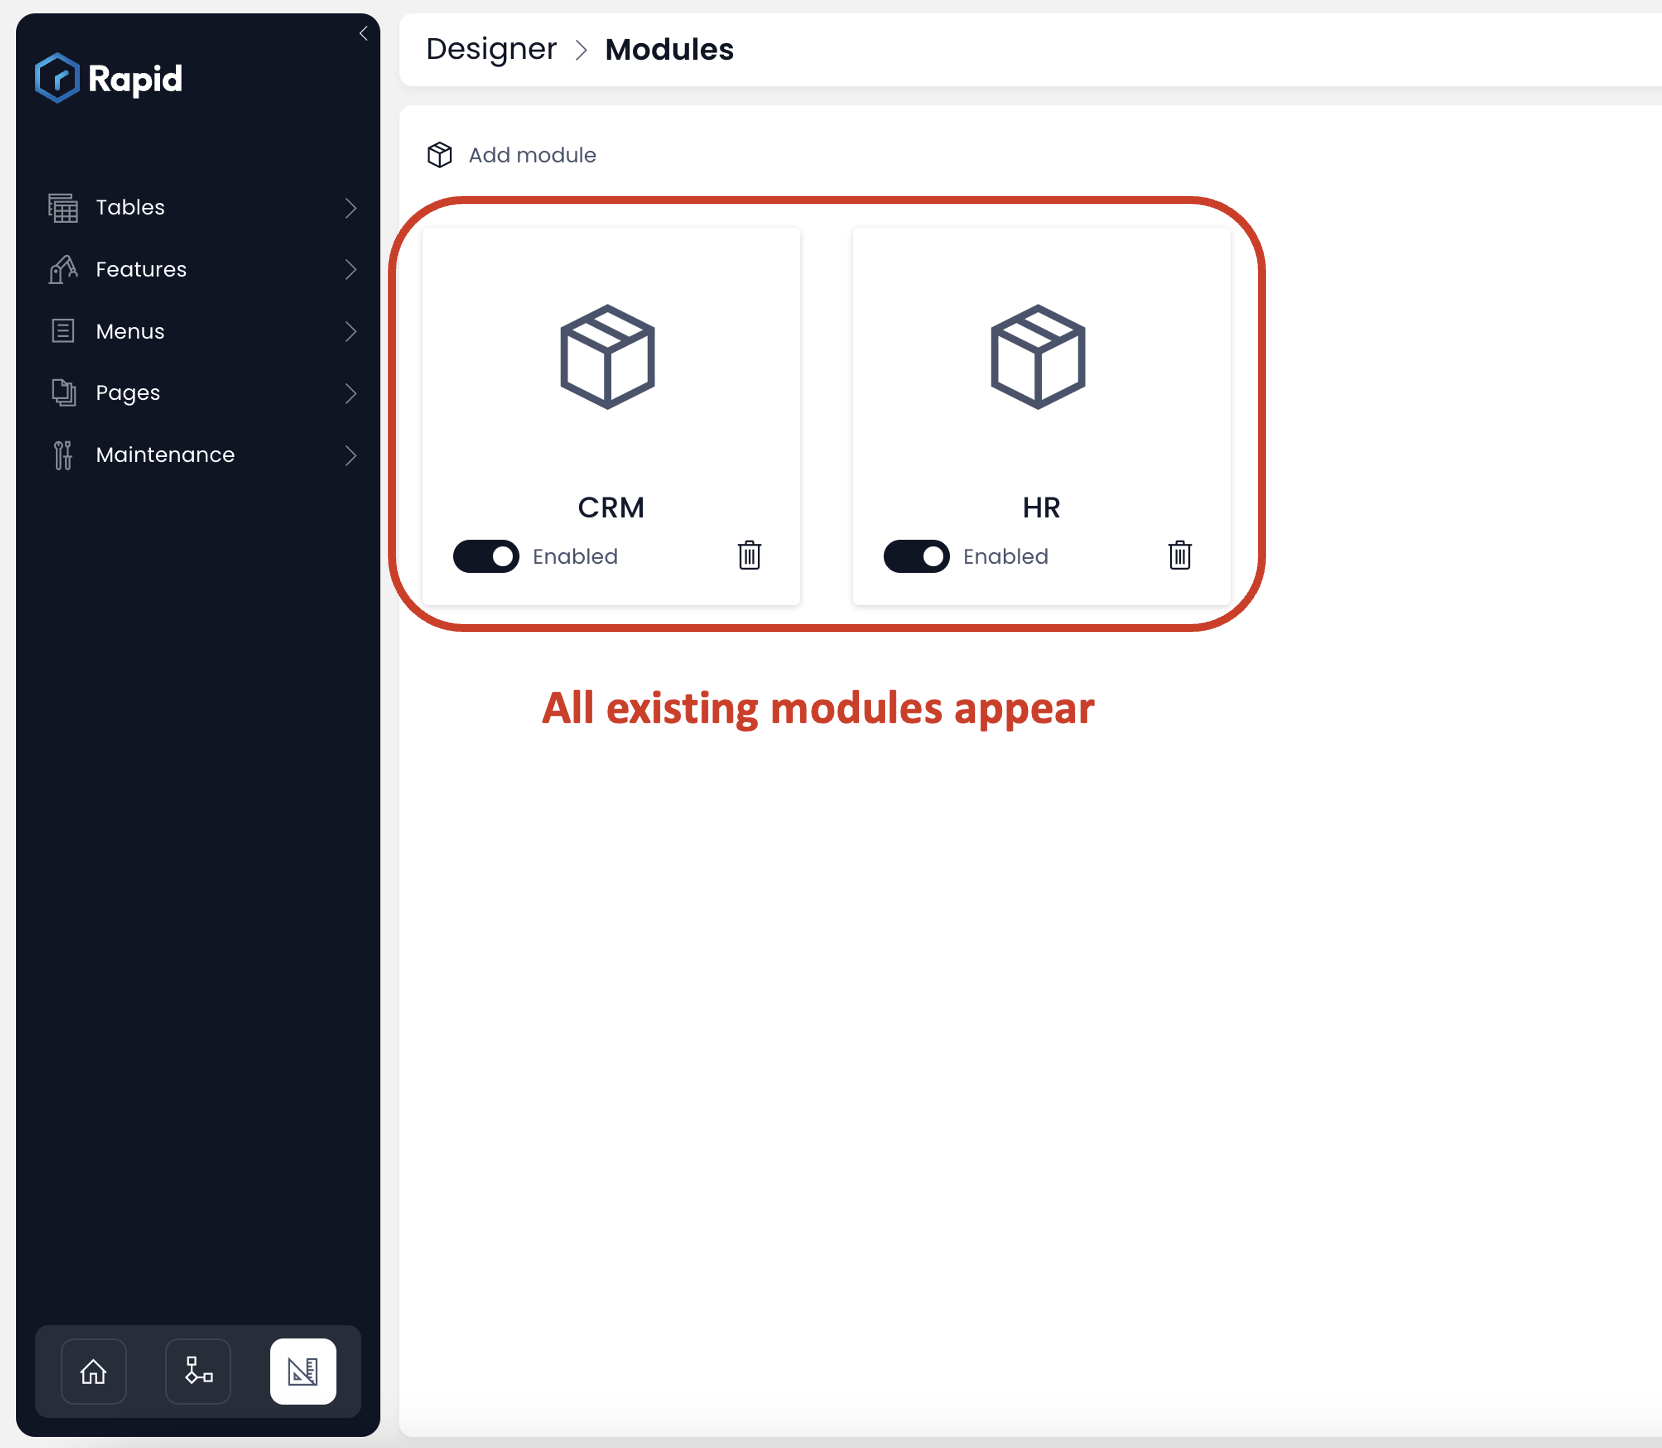 Rapid
Tables
Features
Menus
Pages
Maintenance
Designer > Modules
Add module
CRM
Enabled
HR
Enabled
All existing modules appear